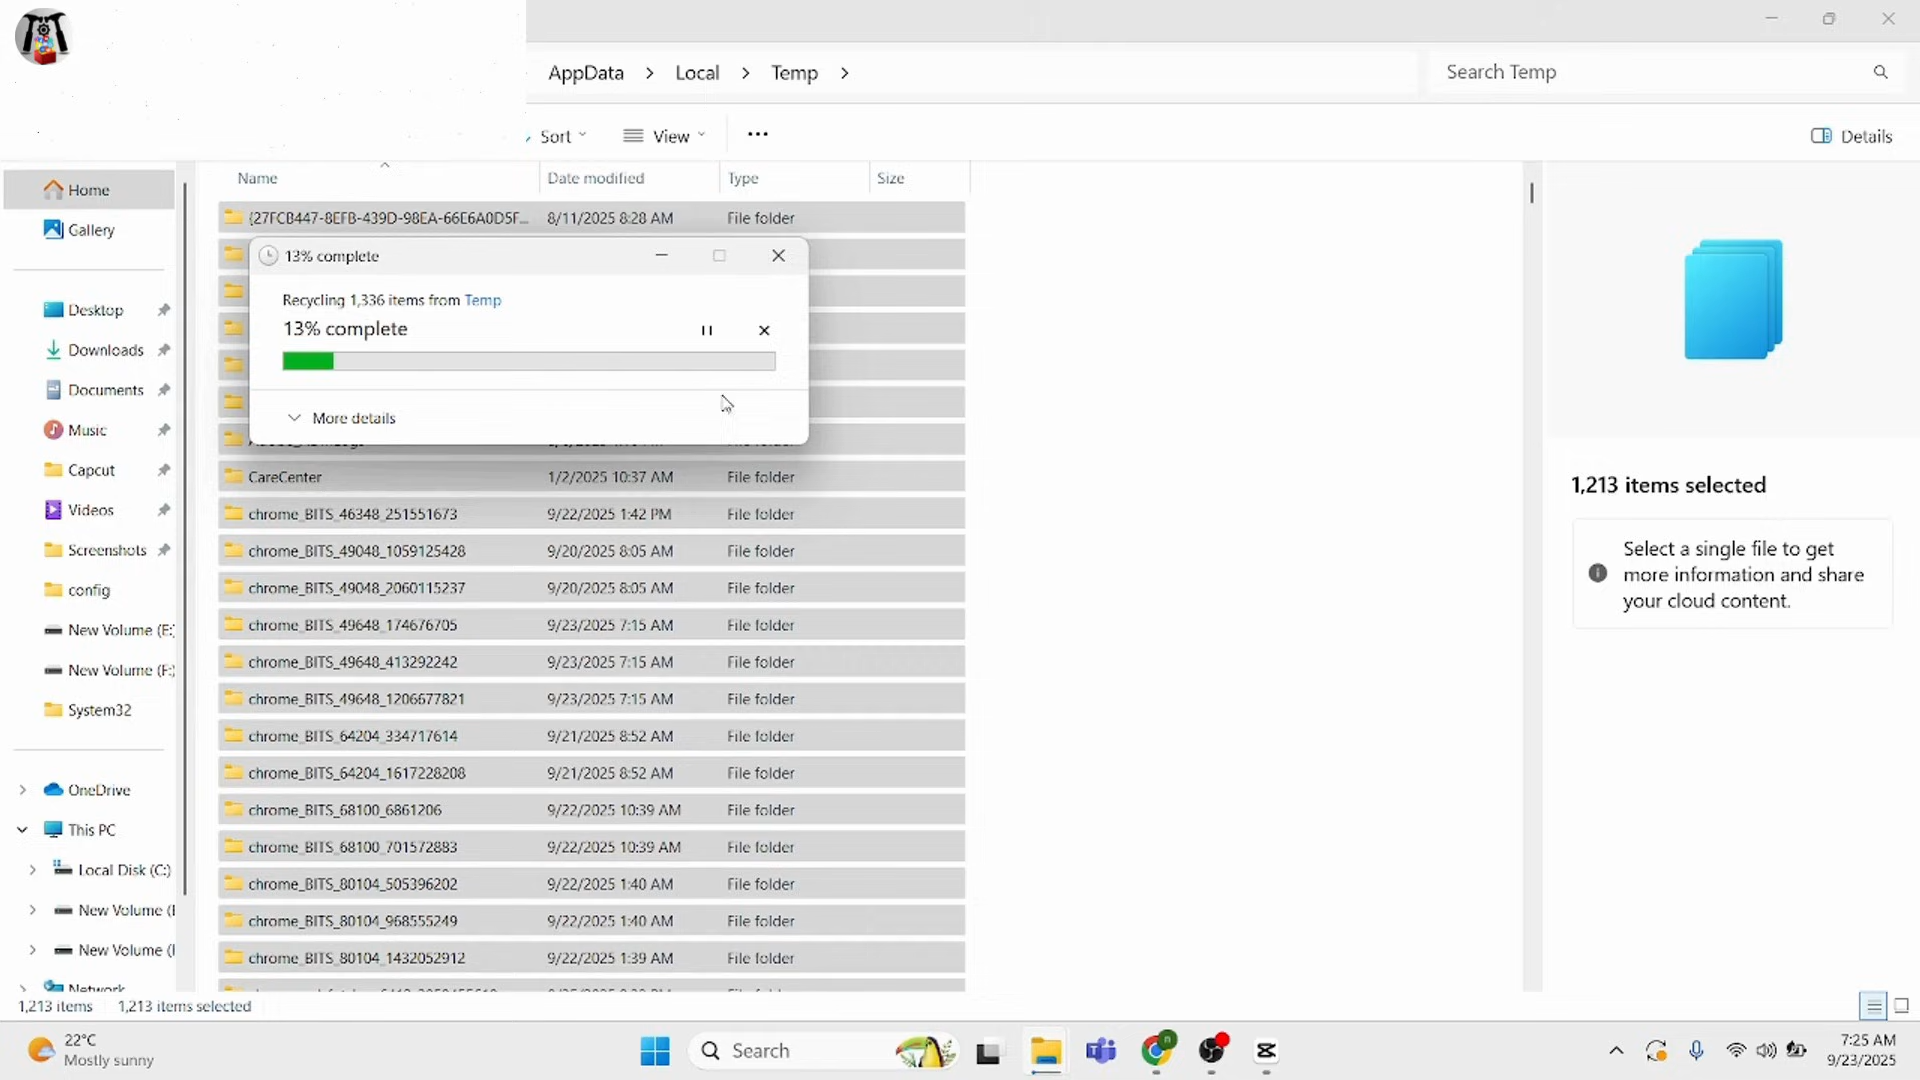 AppData > Local > Temp >
Search Temp
Sort
View
Details
Home
Gallery
Desktop
Downloads
Documents
Music
Capcut
Videos
Screenshots
config
New Volume (E:
New Volume (F:
System32
OneDrive
This PC
Local Disk (C:)
New Volume (
New Volume (
Network
Name Date modified Type Size
{27FCB447-8EFB-439D-98EA-66E6A0D5F... 8/11/2025 8:28 AM File folder
13% complete
Recycling 1,336 items from Temp
13% complete
More details
CareCenter 1/2/2025 10:37 AM File folder
chrome_BITS_46348_251551673 9/22/2025 1:42 PM File folder
chrome_BITS_49048_1059125428 9/20/2025 8:05 AM File folder
chrome_BITS_49048_2060115237 9/20/2025 8:05 AM File folder
chrome_BITS_49648_174676705 9/23/2025 7:15 AM File folder
chrome_BITS_49648_413292242 9/23/2025 7:15 AM File folder
chrome_BITS_49648_1206677821 9/23/2025 7:15 AM File folder
chrome_BITS_64204_334717614 9/21/2025 8:52 AM File folder
chrome_BITS_64204_1617228208 9/21/2025 8:52 AM File folder
chrome_BITS_68100_6861206 9/22/2025 10:39 AM File folder
chrome_BITS_68100_701572883 9/22/2025 10:39 AM File folder
chrome_BITS_80104_505396202 9/22/2025 1:40 AM File folder
chrome_BITS_80104_968555249 9/22/2025 1:40 AM File folder
chrome_BITS_80104_1432052912 9/22/2025 1:39 AM File folder
1,213 items selected
Select a single file to get
more information and share
your cloud content.
1,213 items 1,213 items selected
22°C
Mostly sunny
Search
7:25 AM
9/23/2025